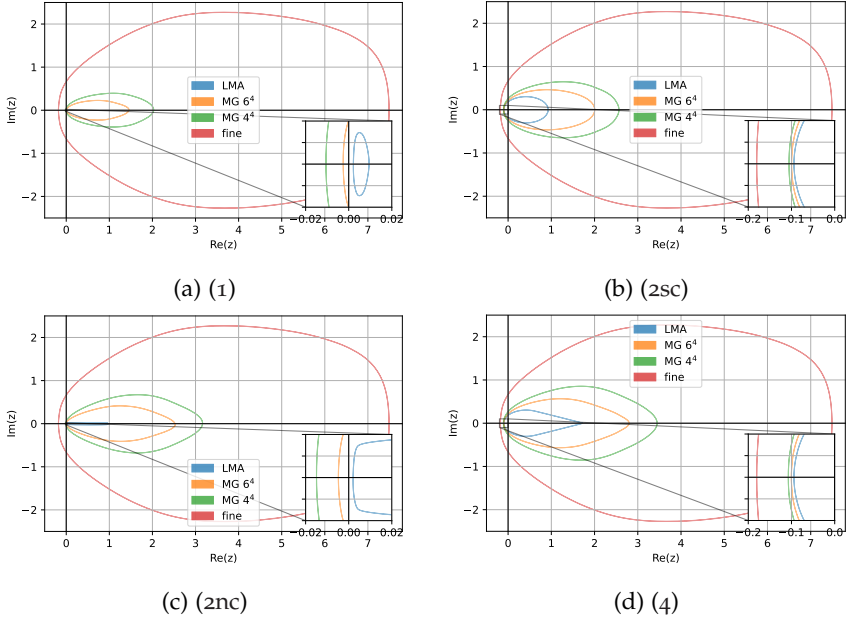 2
1
0
−1
−2
Im(z)
LMA
MG 6⁴
MG 4⁴
fine
−0.02 0.00 0.02
0 1 2 3 4 5 6 7
Re(z)
(a) (1)
2
1
0
−1
−2
Im(z)
LMA
MG 6⁴
MG 4⁴
fine
−0.2 −0.1 0.0
0 1 2 3 4 5 6 7
Re(z)
(b) (2sc)
2
1
0
−1
−2
Im(z)
LMA
MG 6⁴
MG 4⁴
fine
−0.02 0.00 0.02
0 1 2 3 4 5 6 7
Re(z)
(c) (2nc)
2
1
0
−1
−2
Im(z)
LMA
MG 6⁴
MG 4⁴
fine
−0.2 −0.1 0.0
0 1 2 3 4 5 6 7
Re(z)
(d) (4)